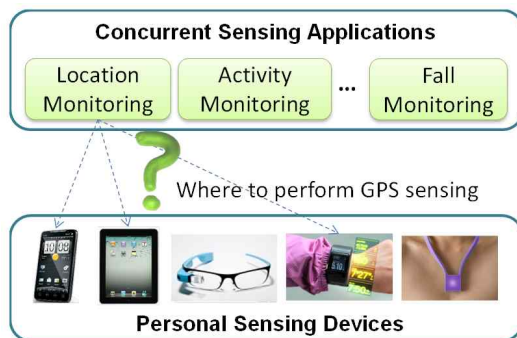 Concurrent Sensing Applications
Location
Monitoring
Activity
Monitoring
...
Fall
Monitoring
?
Where to perform GPS sensing
Personal Sensing Devices